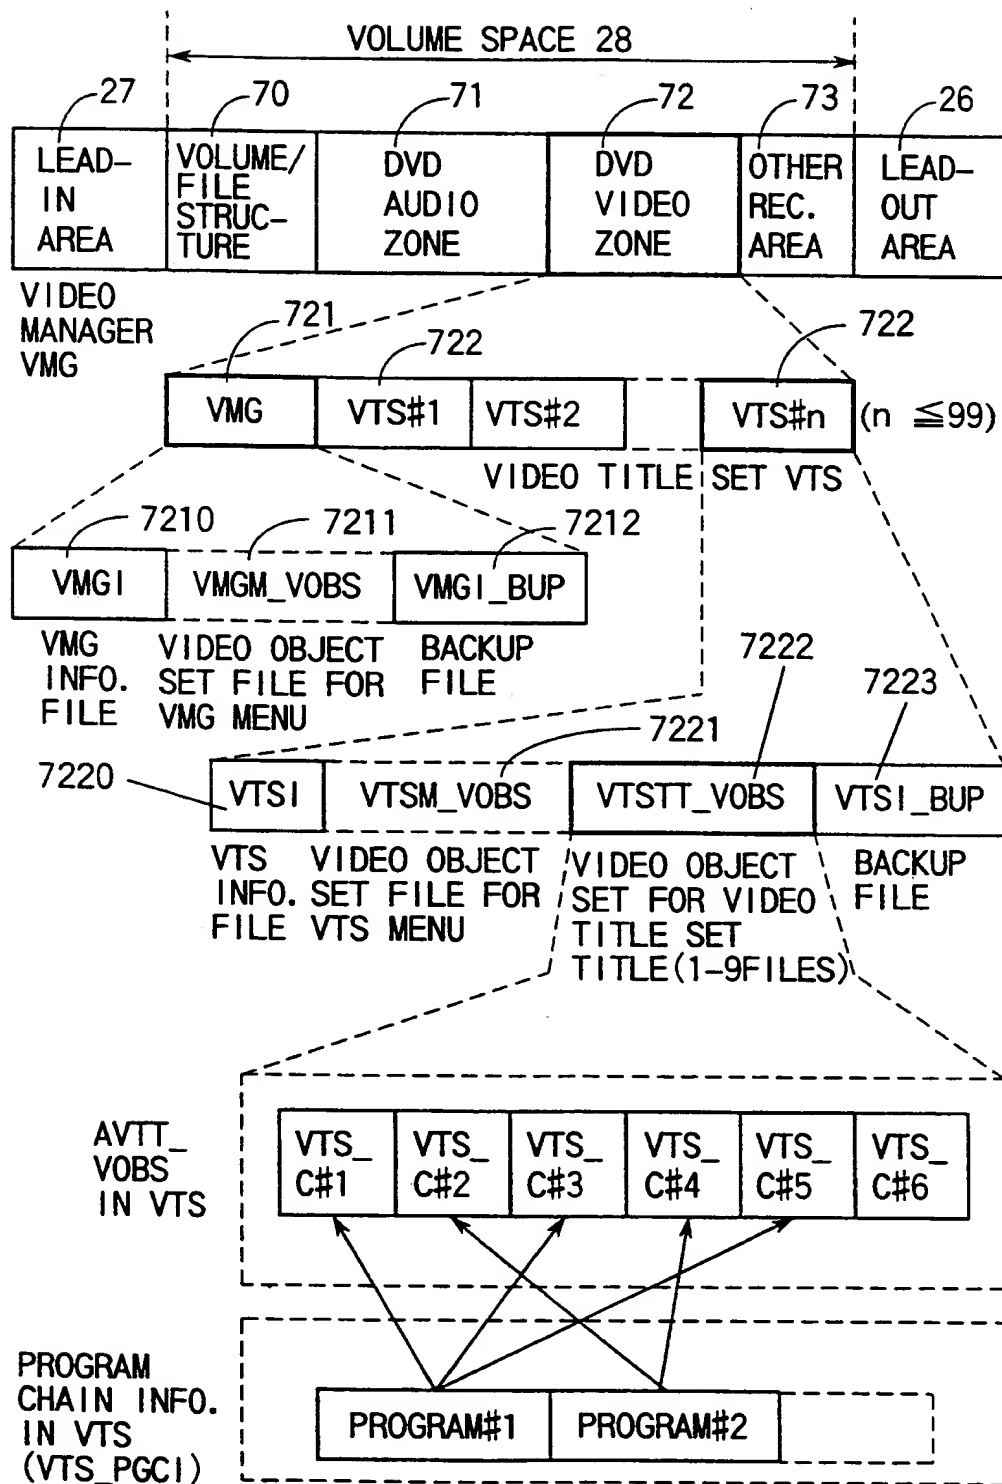 VOLUME SPACE 28
27
70
71
72
73
26
LEAD-
IN
AREA
VOLUME/
FILE
STRUC-
TURE
DVD
AUDIO
ZONE
DVD
VIDEO
ZONE
OTHER
REC.
AREA
LEAD-
OUT
AREA
VIDEO
MANAGER
VMG
721
722
722
VMG
VTS#1
VTS#2
VTS#n
(n ≦99)
VIDEO TITLE SET VTS
7210
7211
7212
VMGI
VMGM_VOBS
VMGI_BUP
VMG
INFO.
FILE
VIDEO OBJECT
SET FILE FOR
VMG MENU
BACKUP
FILE
7220
7221
7222
7223
VTSI
VTSM_VOBS
VTSTT_VOBS
VTSI_BUP
VTS
INFO.
FILE
VIDEO OBJECT
SET FILE FOR
VTS MENU
VIDEO OBJECT
SET FOR VIDEO
TITLE SET
TITLE(1-9FILES)
BACKUP
FILE
AVTT_
VOBS
IN VTS
VTS_
C#1
VTS_
C#2
VTS_
C#3
VTS_
C#4
VTS_
C#5
VTS_
C#6
PROGRAM
CHAIN INFO.
IN VTS
(VTS_PGCI)
PROGRAM#1
PROGRAM#2